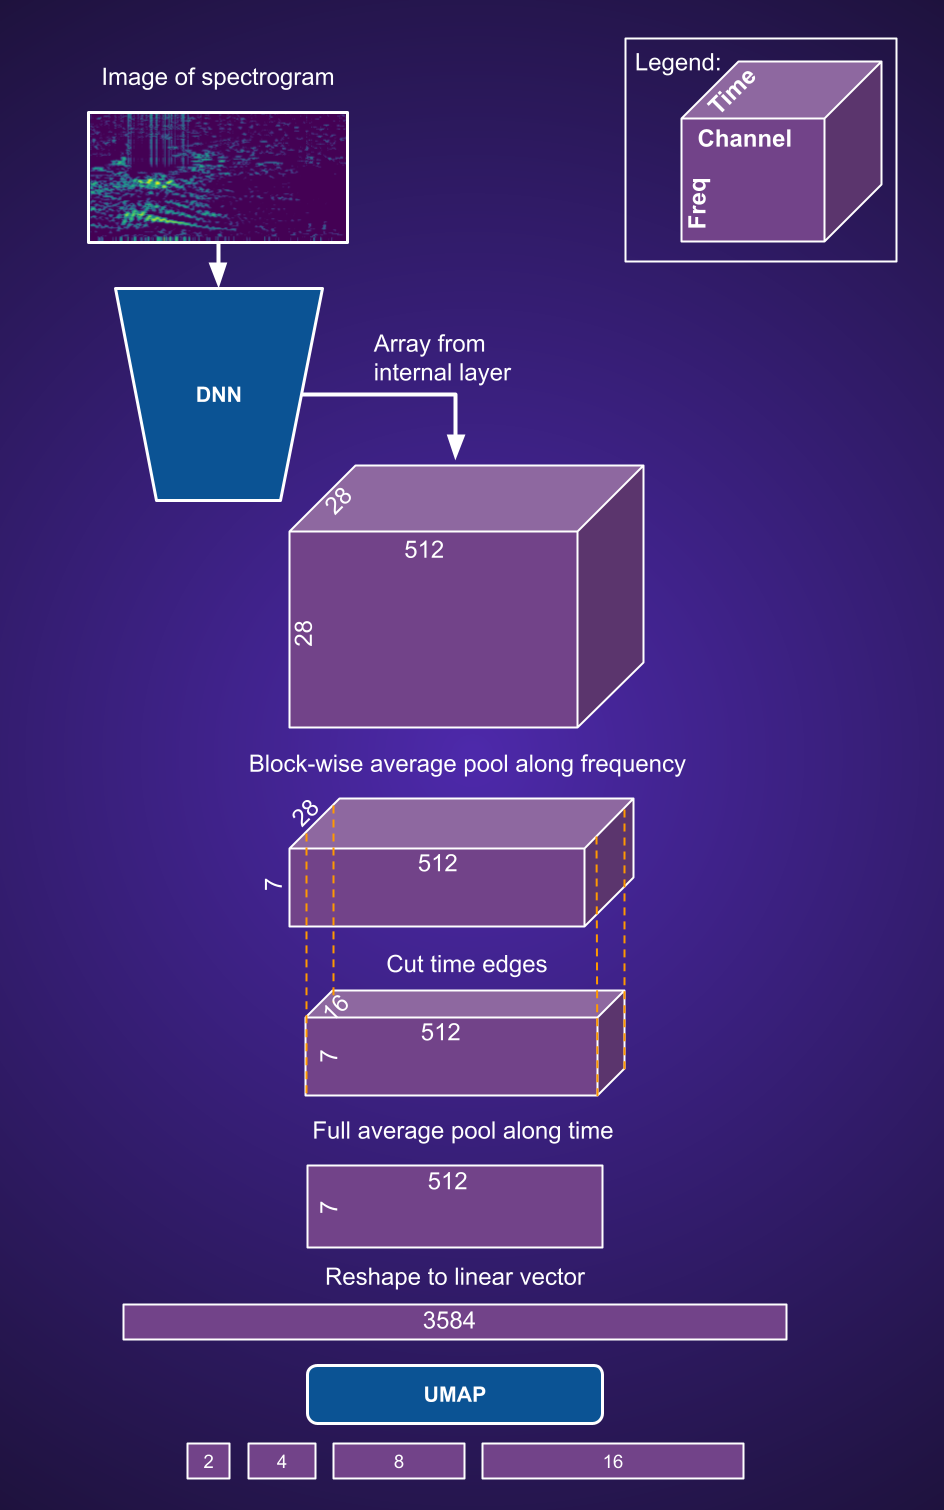 Image of spectrogram
Legend:
Time
Channel
Freq
DNN
Array from
internal layer
28
512
28
Block-wise average pool along frequency
28
512
7
Cut time edges
16
512
7
Full average pool along time
512
7
Reshape to linear vector
3584
UMAP
2 4 8 16